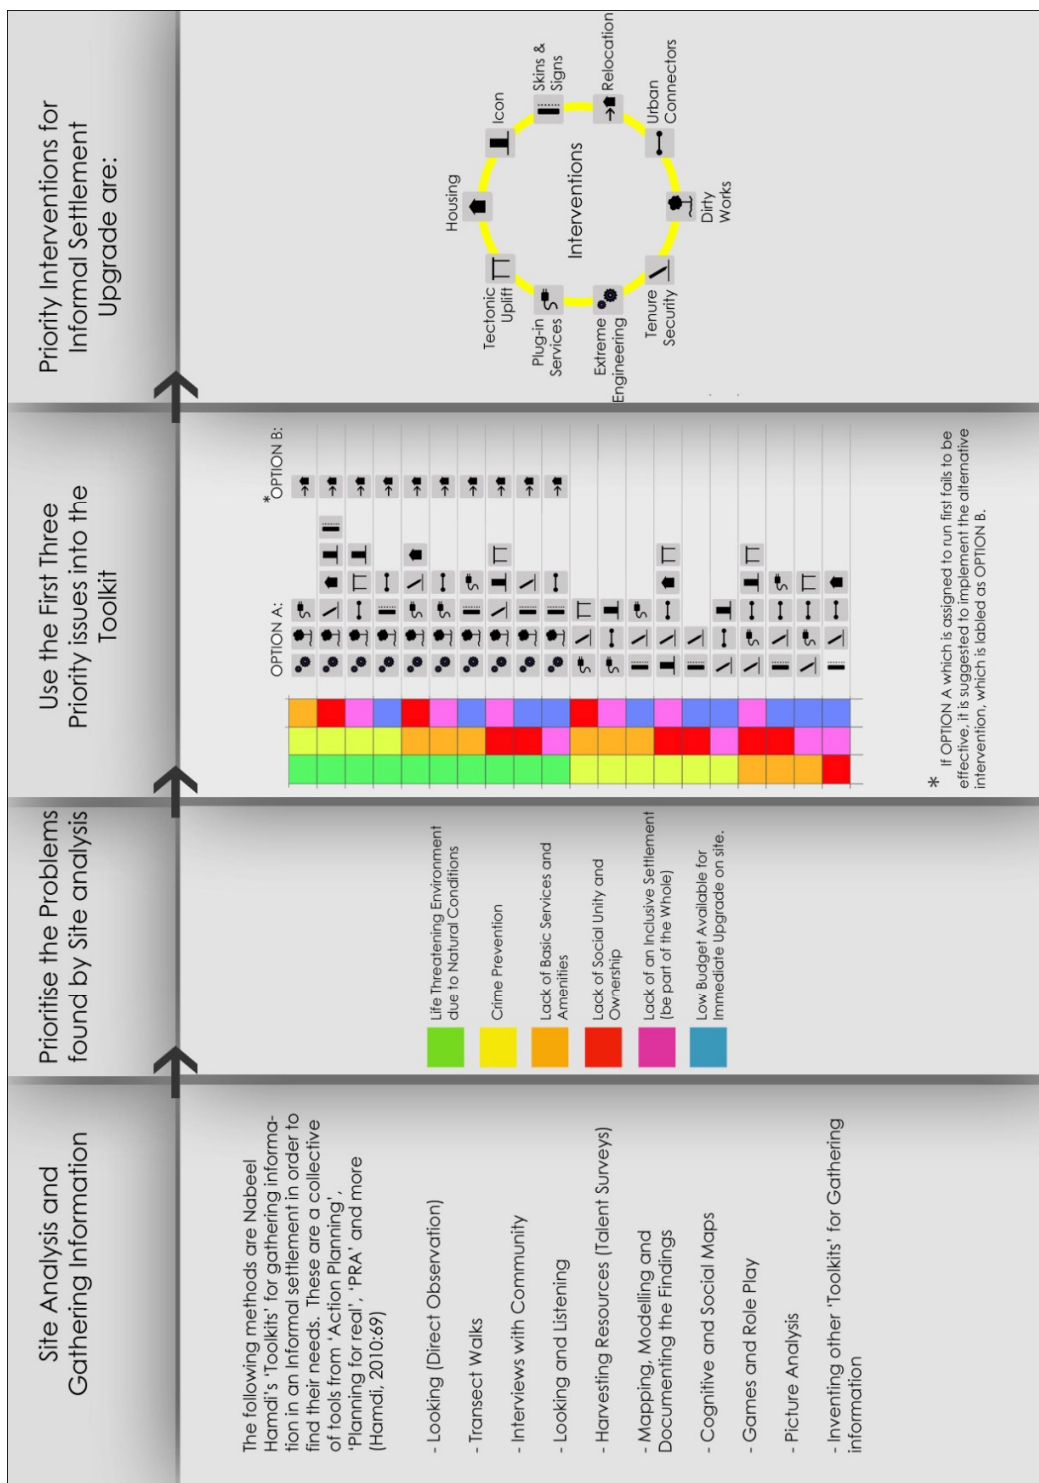 Site Analysis and
Gathering Information
The following methods are Nabeel
Hamdi's 'Toolkits' for gathering informa-
tion in an Informal settlement in order to
find their needs. These are a collective
of tools from 'Action Planning',
'Planning for real', 'PRA' and more
(Hamdi, 2010:69)
- Looking (Direct Observation)
- Transect Walks
- Interviews with Community
- Looking and Listening
- Harvesting Resources (Talent Surveys)
- Mapping, Modelling and
Documenting the Findings
- Cognitive and Social Maps
- Games and Role Play
- Picture Analysis
- Inventing other 'Toolkits' for Gathering
information
Prioritise the Problems
found by Site analysis
Life Threatening Environment
due to Natural Conditions
Crime Prevention
Lack of Basic Services and
Amenities
Lack of Social Unity and
Ownership
Lack of an Inclusive Settlement
(be part of the Whole)
Low Budget Available for
Immediate Upgrade on site.
Use the First Three
Priority issues into the
Toolkit
OPTION A:
*OPTION B:
* If OPTION A which is assigned to run first fails to be
effective, it is suggested to implement the alternative
intervention, which is labled as OPTION B.
Priority Interventions for
Informal Settlement
Upgrade are:
Housing
Icon
Skins &
Signs
Relocation
Urban
Connectors
Dirty
Works
Tenure
Security
Extreme
Engineering
Plug-in
Services
Tectonic
Uplift
Interventions